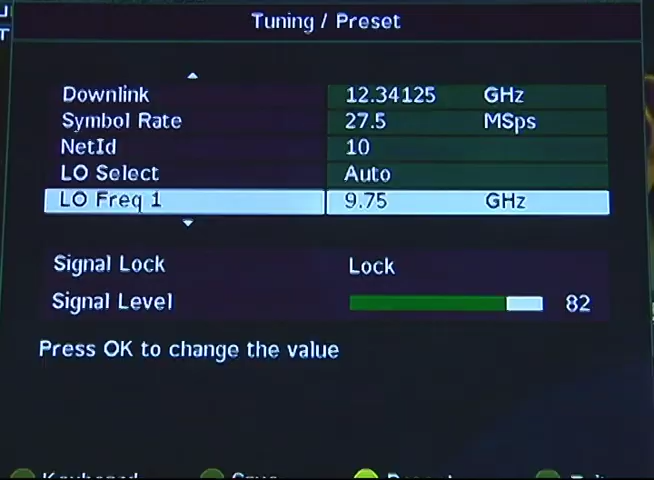 Tuning / Preset
Downlink 12.34125 GHz
Symbol Rate 27.5 MSps
NetId 10
LO Select Auto
LO Freq 1 9.75 GHz
Signal Lock Lock
Signal Level 82
Press OK to change the value